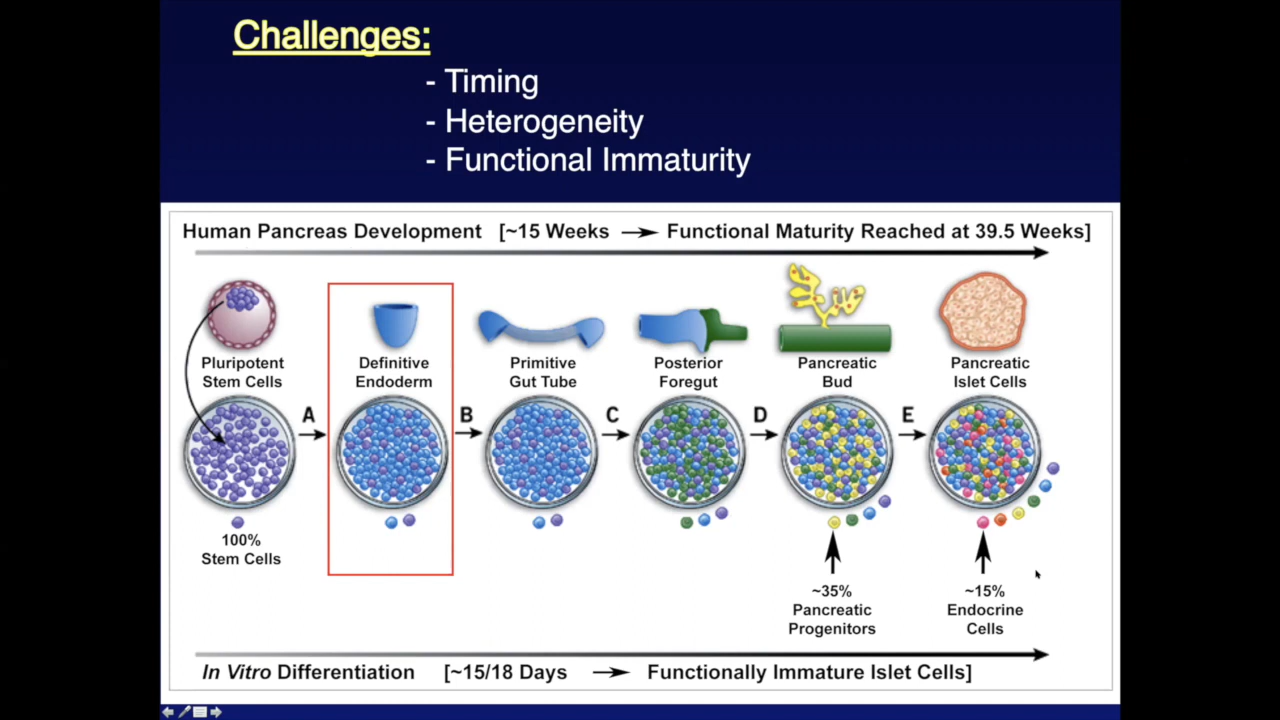 Challenges:
- Timing
- Heterogeneity
- Functional Immaturity
Human Pancreas Development [~15 Weeks → Functional Maturity Reached at 39.5 Weeks]
Pluripotent
Stem Cells
Definitive
Endoderm
Primitive
Gut Tube
Posterior
Foregut
Pancreatic
Bud
Pancreatic
Islet Cells
A
B
C
D
E
100%
Stem Cells
~35%
Pancreatic
Progenitors
~15%
Endocrine
Cells
In Vitro Differentiation [~15/18 Days → Functionally Immature Islet Cells]